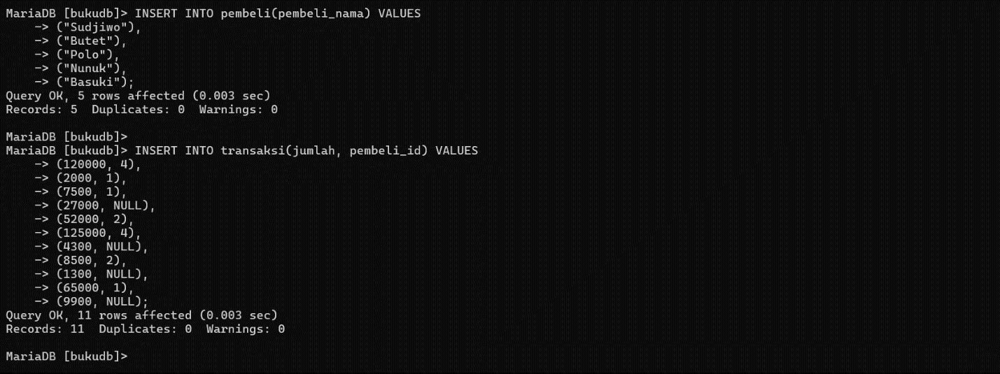 MariaDB [bukudb]> INSERT INTO pembeli(pembeli_nama) VALUES
    -> ("Sudjiwo"),
    -> ("Butet"),
    -> ("Polo"),
    -> ("Nunuk"),
    -> ("Basuki");
Query OK, 5 rows affected (0.003 sec)
Records: 5  Duplicates: 0  Warnings: 0

MariaDB [bukudb]>
MariaDB [bukudb]> INSERT INTO transaksi(jumlah, pembeli_id) VALUES
    -> (120000, 4),
    -> (2000, 1),
    -> (7500, 1),
    -> (27000, NULL),
    -> (52000, 2),
    -> (125000, 4),
    -> (4300, NULL),
    -> (8500, 2),
    -> (1300, NULL),
    -> (65000, 1),
    -> (9900, NULL);
Query OK, 11 rows affected (0.003 sec)
Records: 11  Duplicates: 0  Warnings: 0

MariaDB [bukudb]>